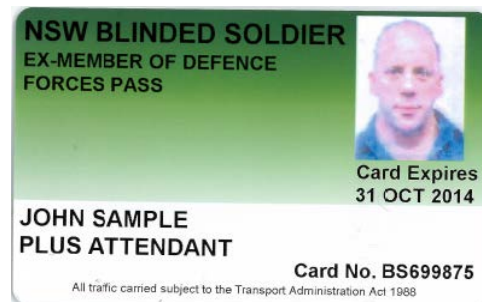 NSW BLINDED SOLDIER
EX-MEMBER OF DEFENCE
FORCES PASS
Card Expires
31 OCT 2014
JOHN SAMPLE
PLUS ATTENDANT
Card No. BS699875
All traffic carried subject to the Transport Administration Act 1988